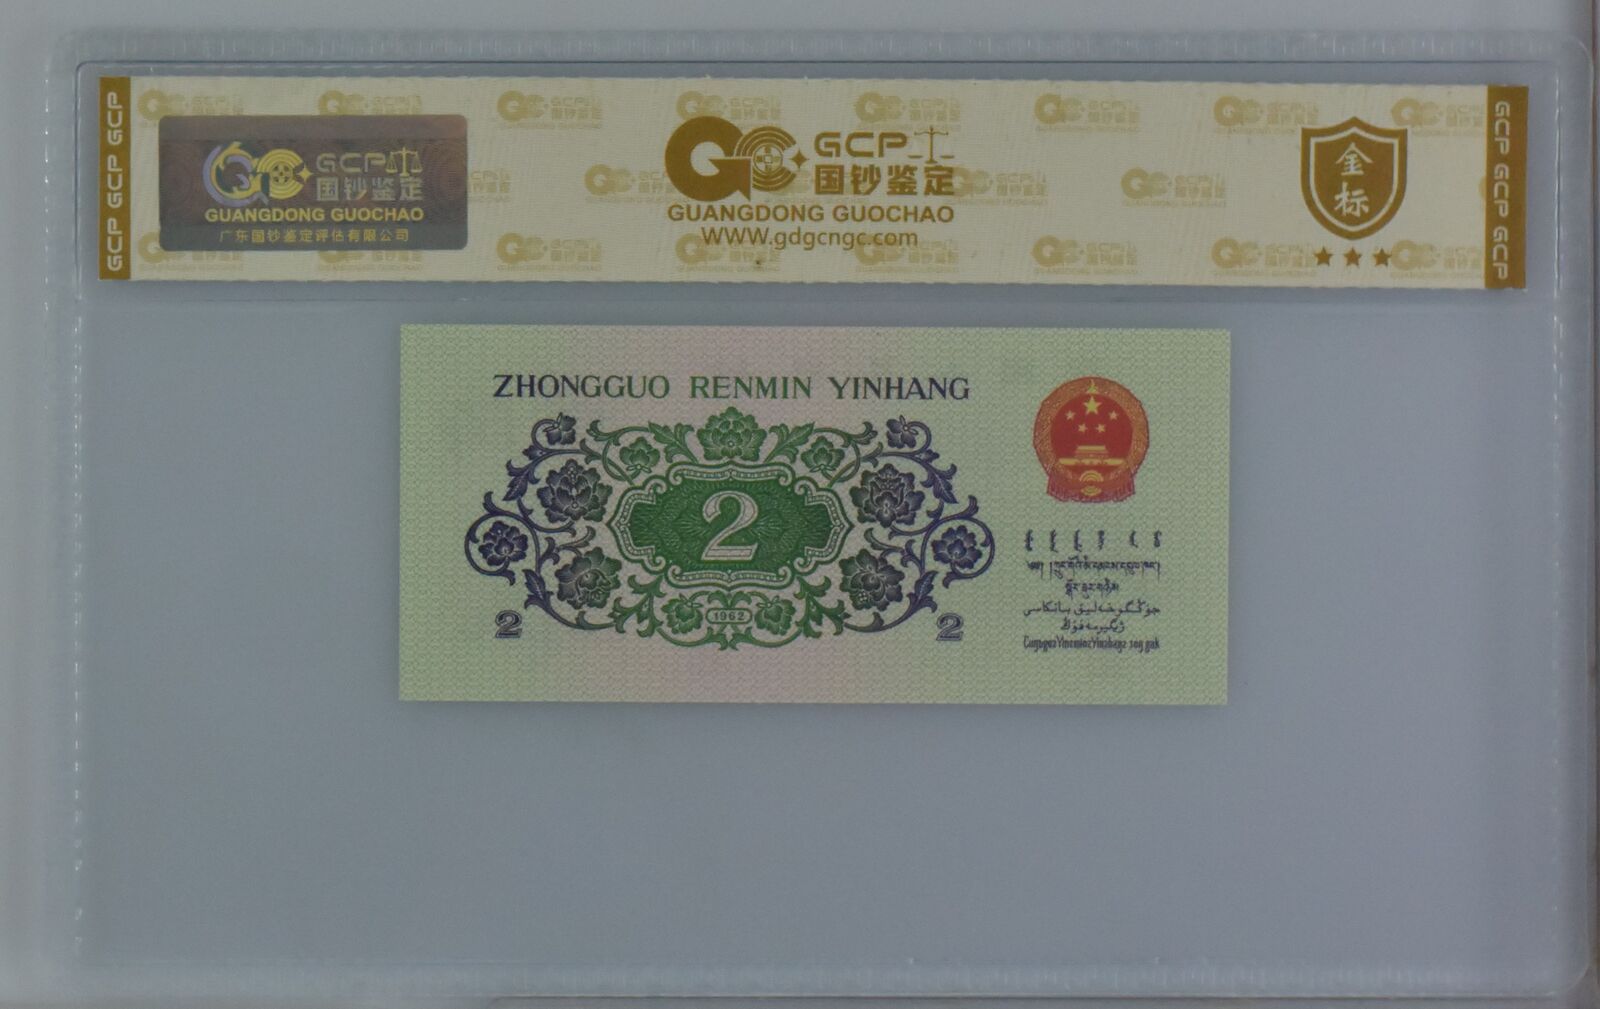 GCP GCP GCP
GCP
国钞鉴定
GUANGDONG GUOCHAO
广东国钞鉴定评估有限公司
GCP
国钞鉴定
GUANGDONG GUOCHAO
WWW.gdgcngc.com
金
标
GCP GCP GCP
ZHONGGUO RENMIN YINHANG
2
1962
2 2
جۇڭگوخەلىق بانكاسى